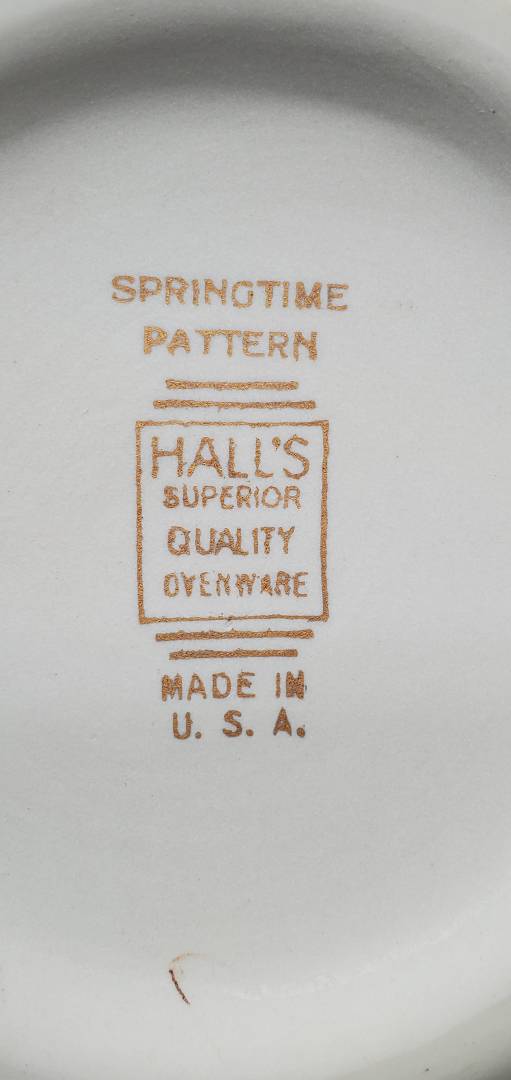 SPRINGTIME
PATTERN
HALL'S
SUPERIOR
QUALITY
OVENWARE
MADE IN
U. S. A.